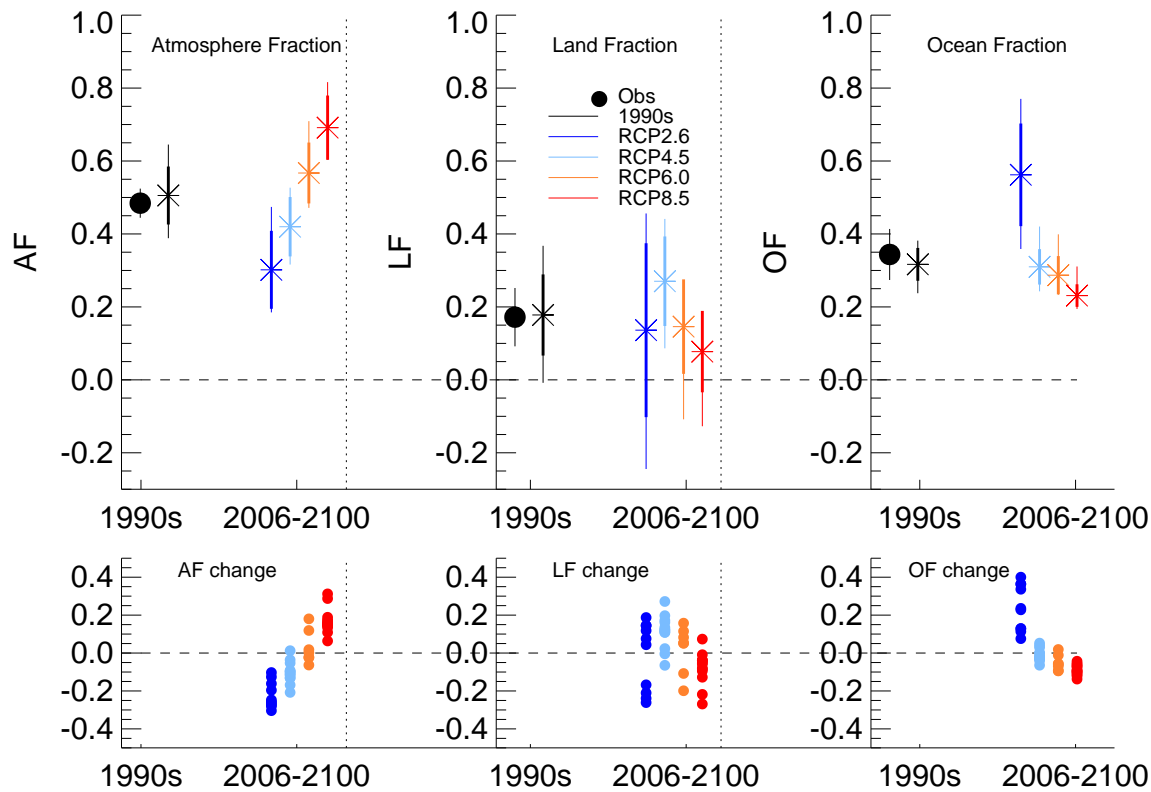 Atmosphere Fraction
AF
1.0
0.8
0.6
0.4
0.2
0.0
-0.2
1990s 2006-2100
Land Fraction
Obs
1990s
RCP2.6
RCP4.5
RCP6.0
RCP8.5
LF
1.0
0.8
0.6
0.4
0.2
0.0
-0.2
1990s 2006-2100
Ocean Fraction
OF
1.0
0.8
0.6
0.4
0.2
0.0
-0.2
1990s 2006-2100
AF change
0.4
0.2
0.0
-0.2
-0.4
1990s 2006-2100
LF change
0.4
0.2
0.0
-0.2
-0.4
1990s 2006-2100
OF change
0.4
0.2
0.0
-0.2
-0.4
1990s 2006-2100